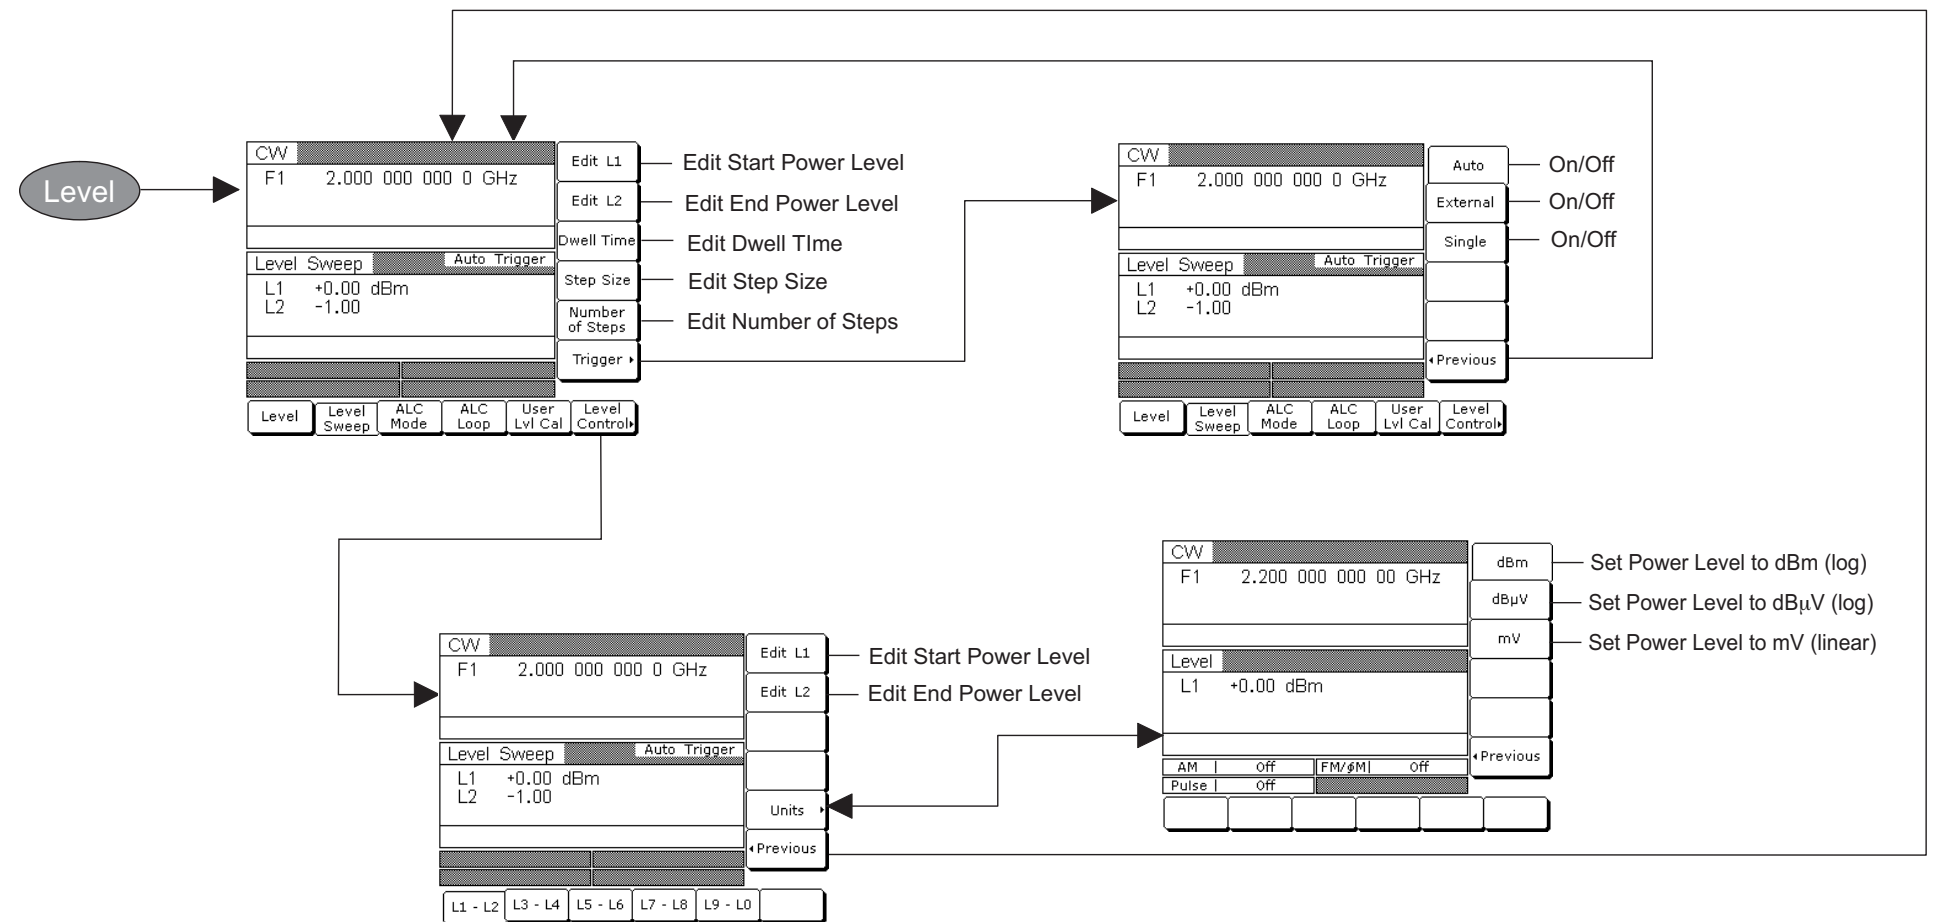 Level
CW
F1 2.000 000 000 0 GHz
Level Sweep Auto Trigger
L1 +0.00 dBm
L2 -1.00
Edit L1
Edit L2
Dwell Time
Step Size
Number
of Steps
Trigger
Edit Start Power Level
Edit End Power Level
Edit Dwell TIme
Edit Step Size
Edit Number of Steps
Level
Level
Sweep
ALC
Mode
ALC
Loop
User
Lvl Cal
Level
Control
CW
F1 2.000 000 000 0 GHz
Level Sweep Auto Trigger
L1 +0.00 dBm
L2 -1.00
Auto
External
Single
Previous
On/Off
On/Off
On/Off
Level
Level
Sweep
ALC
Mode
ALC
Loop
User
Lvl Cal
Level
Control
CW
F1 2.000 000 000 0 GHz
Level Sweep Auto Trigger
L1 +0.00 dBm
L2 -1.00
Edit L1
Edit L2
Units
Previous
Edit Start Power Level
Edit End Power Level
L1 - L2
L3 - L4
L5 - L6
L7 - L8
L9 - L0
CW
F1 2.200 000 000 00 GHz
Level
L1 +0.00 dBm
AM | Off FM/ϕM| Off
Pulse | Off
dBm
dBµV
mV
Previous
Set Power Level to dBm (log)
Set Power Level to dBµV (log)
Set Power Level to mV (linear)